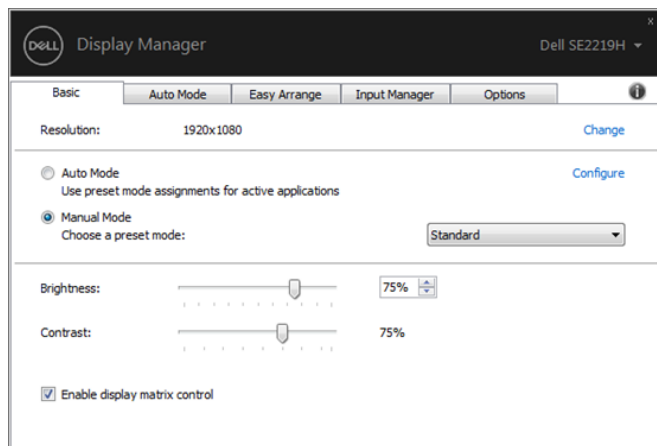 DELL Display Manager Dell SE2219H
x
Basic Auto Mode Easy Arrange Input Manager Options i
Resolution: 1920x1080 Change
Auto Mode Configure
Use preset mode assignments for active applications
Manual Mode
Choose a preset mode: Standard
Brightness: 75%
Contrast: 75%
Enable display matrix control